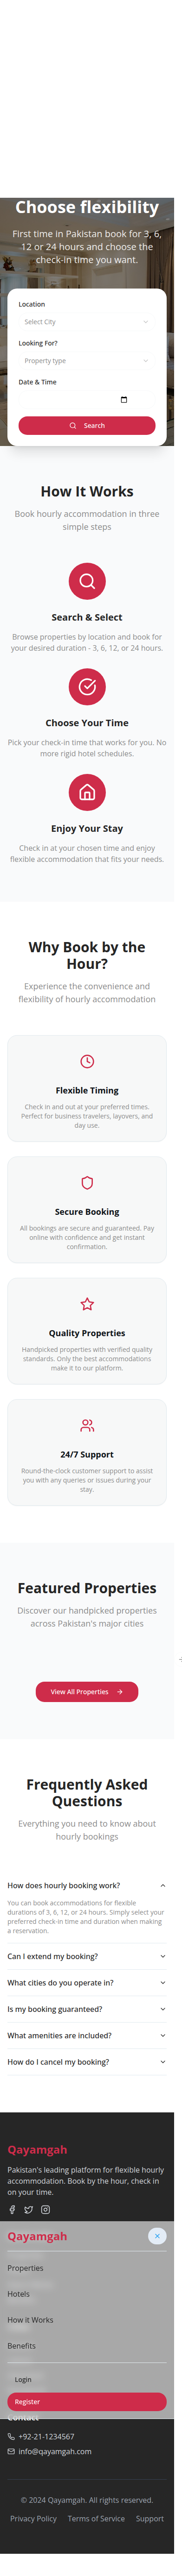 Choose flexibility
First time in Pakistan book for 3, 6,
12 or 24 hours and choose the
check-in time you want.
Location
Select City
Looking For?
Property type
Date & Time
Search
How It Works
Book hourly accommodation in three
simple steps
Search & Select
Browse properties by location and book for
your desired duration - 3, 6, 12, or 24 hours.
Choose Your Time
Pick your check-in time that works for you. No
more rigid hotel schedules.
Enjoy Your Stay
Check in at your chosen time and enjoy
flexible accommodation that fits your needs.
Why Book by the
Hour?
Experience the convenience and
flexibility of hourly accommodation
Flexible Timing
Check in and out at your preferred times.
Perfect for business travelers, layovers, and
day use.
Secure Booking
All bookings are secure and guaranteed. Pay
online with confidence and get instant
confirmation.
Quality Properties
Handpicked properties with verified quality
standards. Only the best accommodations
make it to our platform.
24/7 Support
Round-the-clock customer support to assist
you with any queries or issues during your
stay.
Featured Properties
Discover our handpicked properties
across Pakistan's major cities
View All Properties
Frequently Asked
Questions
Everything you need to know about
hourly bookings
How does hourly booking work?
You can book accommodations for flexible
durations of 3, 6, 12, or 24 hours. Simply select your
preferred check-in time and duration when making
a reservation.
Can I extend my booking?
What cities do you operate in?
Is my booking guaranteed?
What amenities are included?
How do I cancel my booking?
Qayamgah
Pakistan's leading platform for flexible hourly
accommodation. Book by the hour, check in
on your time.
Qayamgah
Properties
Hotels
How it Works
Benefits
Login
Register
Contact
+92-21-1234567
info@qayamgah.com
© 2024 Qayamgah. All rights reserved.
Privacy Policy Terms of Service Support